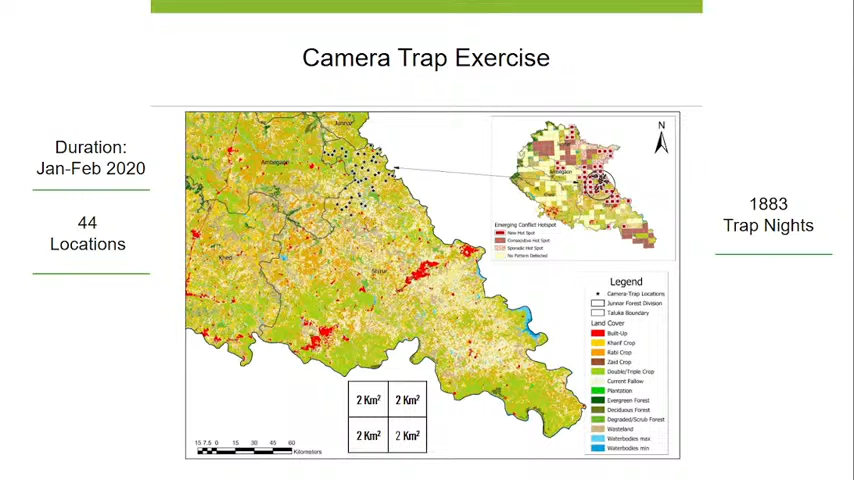 Camera Trap Exercise
Duration:
Jan-Feb 2020
44
Locations
1883
Trap Nights
Junnar
Ambegaon
Khed
Shirur
N
Ambegaon
Emerging Conflict Hotspot
New Hot Spot
Consecutive Hot Spot
Sporadic Hot Spot
No Pattern Detected
Legend
Camera-Trap Locations
Junnar Forest Division
Taluka Boundary
Land Cover
Built-Up
Kharif Crop
Rabi Crop
Zaid Crop
Double/Triple Crop
Current Fallow
Plantation
Evergreen Forest
Deciduous Forest
Degraded/Scrub Forest
Wasteland
Waterbodies max
Waterbodies min
2 Km² 2 Km²
2 Km² 2 Km²
15 7.5 0 15 30 45 60
Kilometers